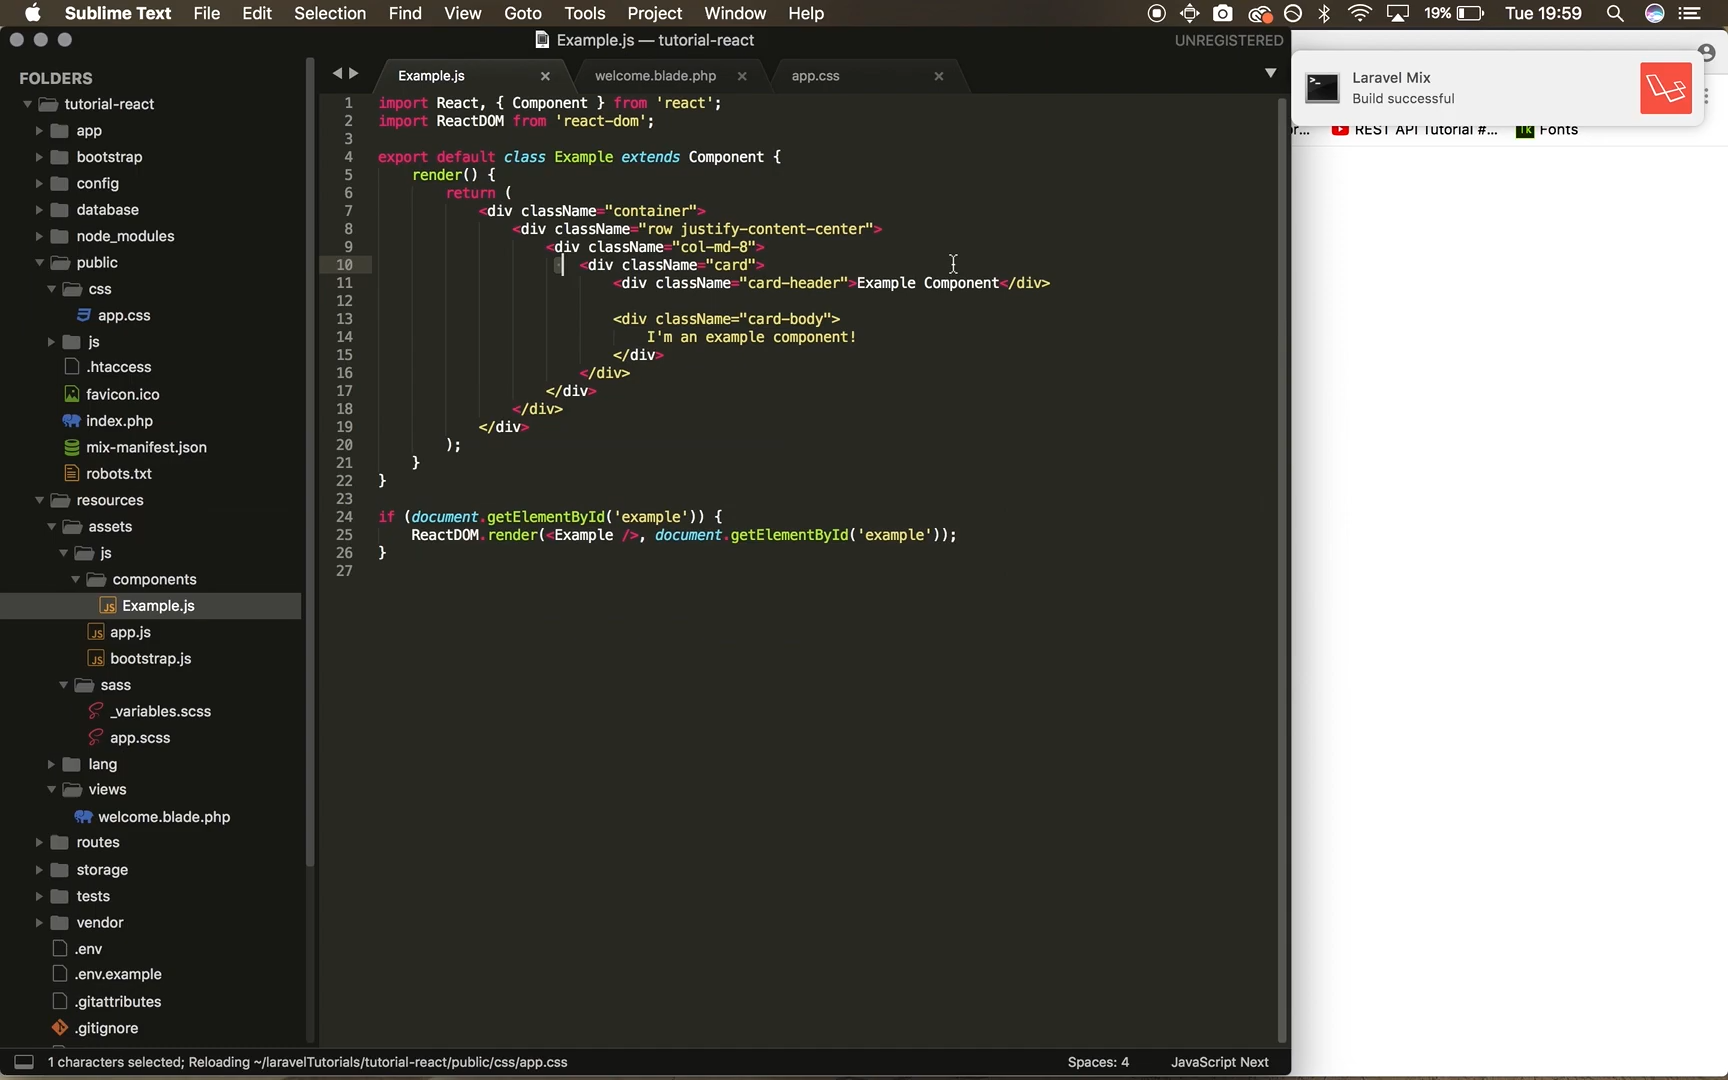 Sublime Text File Edit Selection Find View Goto Tools Project Window Help 19% Tue 19:59
Example.js — tutorial-react UNREGISTERED
Laravel Mix
Build successful
REST API Tutorial #... Tk Fonts
FOLDERS
tutorial-react
app
bootstrap
config
database
node_modules
public
css
app.css
js
.htaccess
favicon.ico
index.php
mix-manifest.json
robots.txt
resources
assets
js
components
JS Example.js
JS app.js
JS bootstrap.js
sass
_variables.scss
app.scss
lang
views
welcome.blade.php
routes
storage
tests
vendor
.env
.env.example
.gitattributes
.gitignore
Example.js welcome.blade.php app.css
1 import React, { Component } from 'react';
2 import ReactDOM from 'react-dom';
3
4 export default class Example extends Component {
5 render() {
6 return (
7 <div className="container">
8 <div className="row justify-content-center">
9 <div className="col-md-8">
10 <div className="card">
11 <div className="card-header">Example Component</div>
12
13 <div className="card-body">
14 I'm an example component!
15 </div>
16 </div>
17 </div>
18 </div>
19 </div>
20 );
21 }
22 }
23
24 if (document.getElementById('example')) {
25 ReactDOM.render(<Example />, document.getElementById('example'));
26 }
27
1 characters selected; Reloading ~/laravelTutorials/tutorial-react/public/css/app.css Spaces: 4 JavaScript Next